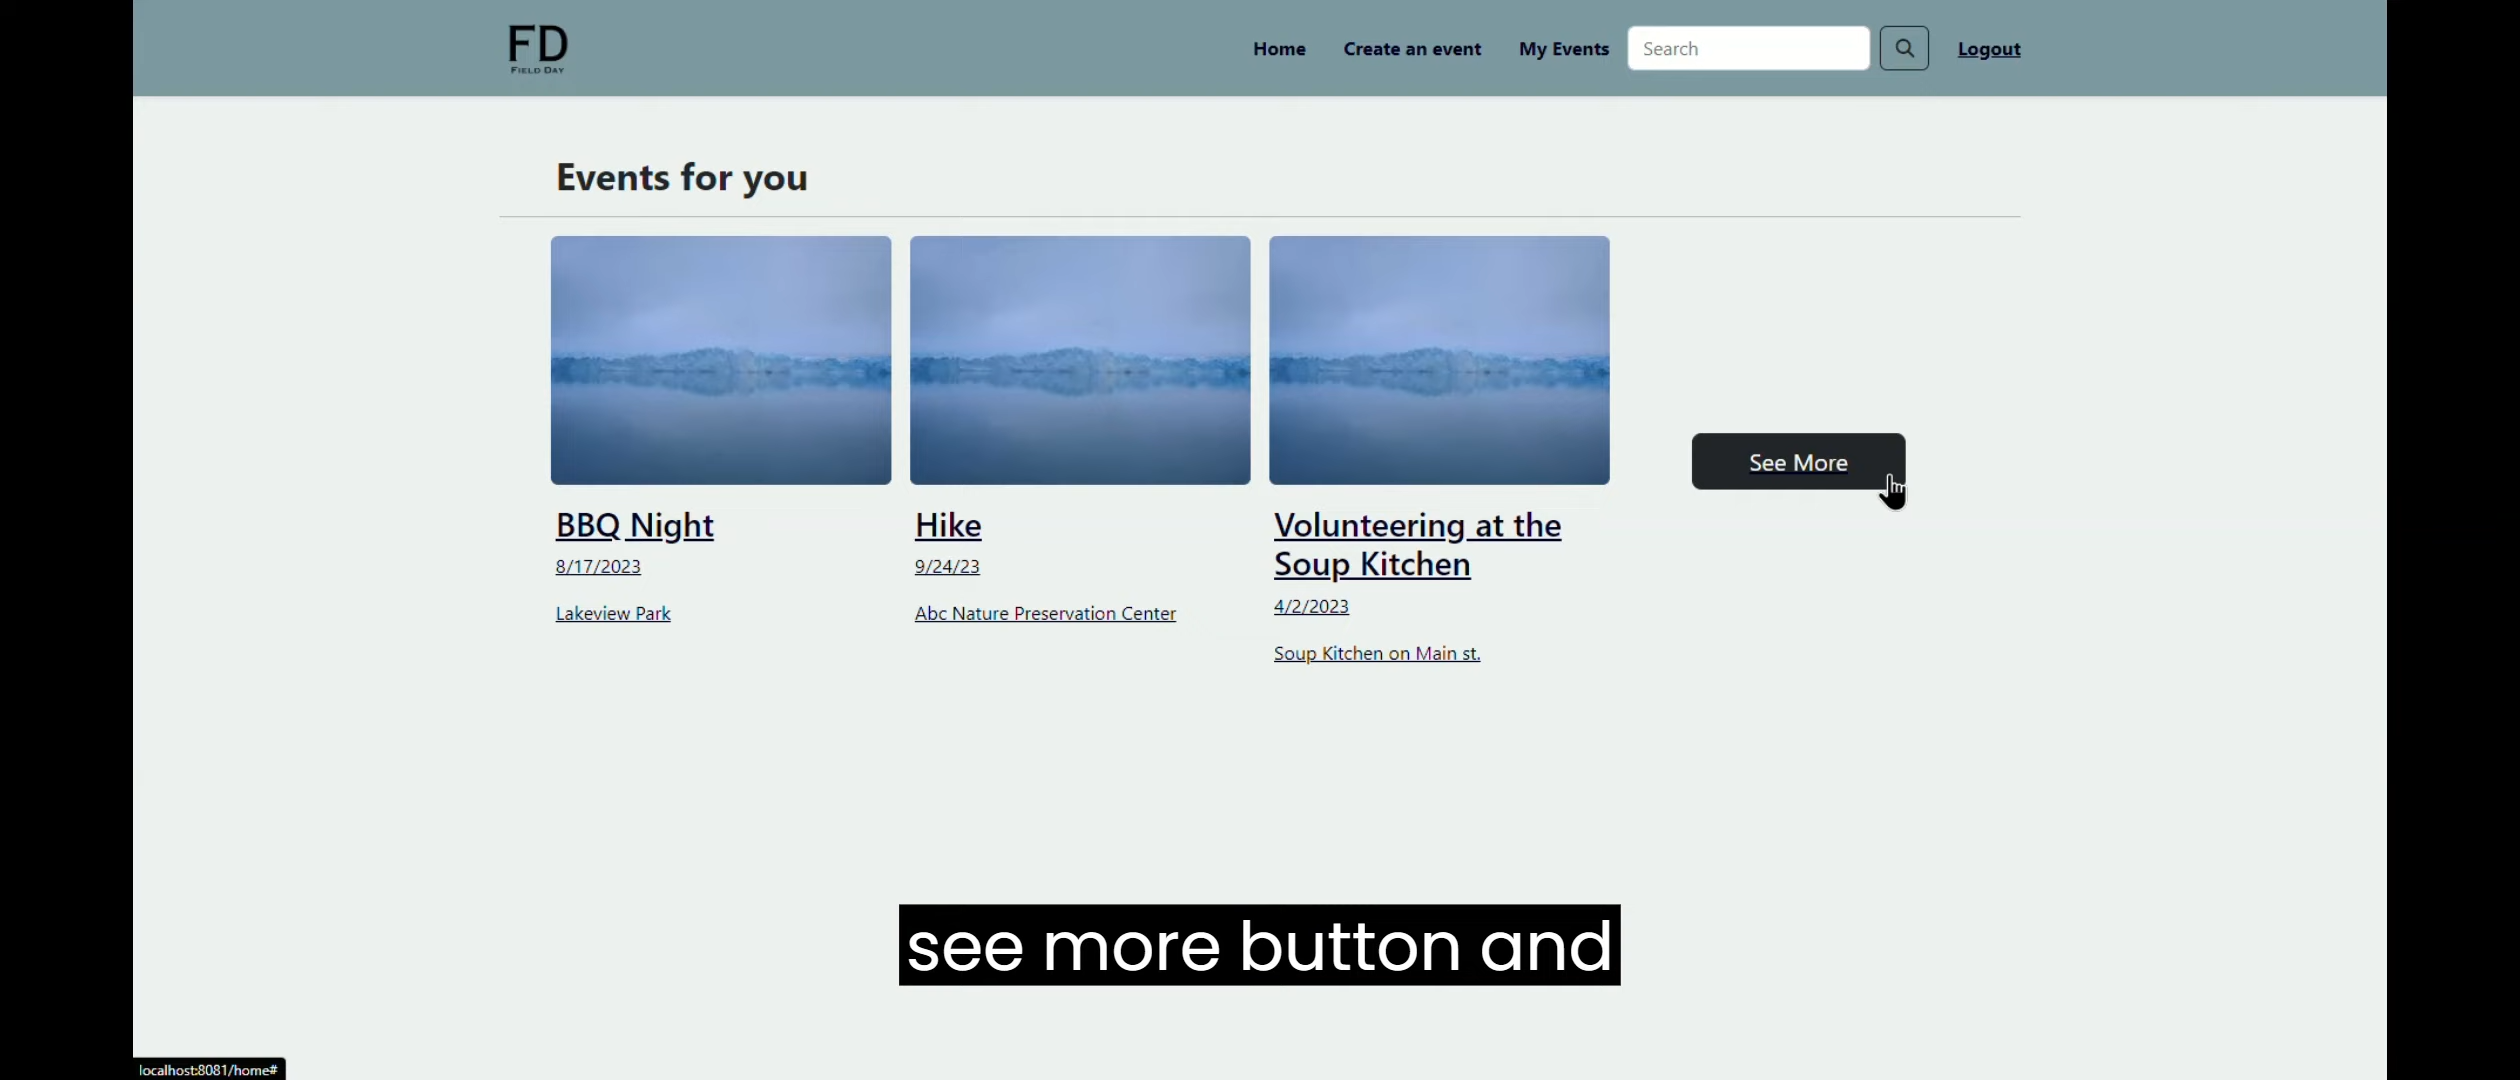 FD
FIELD DAY
Home
Create an event
My Events
Search
Logout
Events for you
See More
BBQ Night
8/17/2023
Lakeview Park
Hike
9/24/23
Abc Nature Preservation Center
Volunteering at the
Soup Kitchen
4/2/2023
Soup Kitchen on Main st.
see more button and
localhost:8081/home#